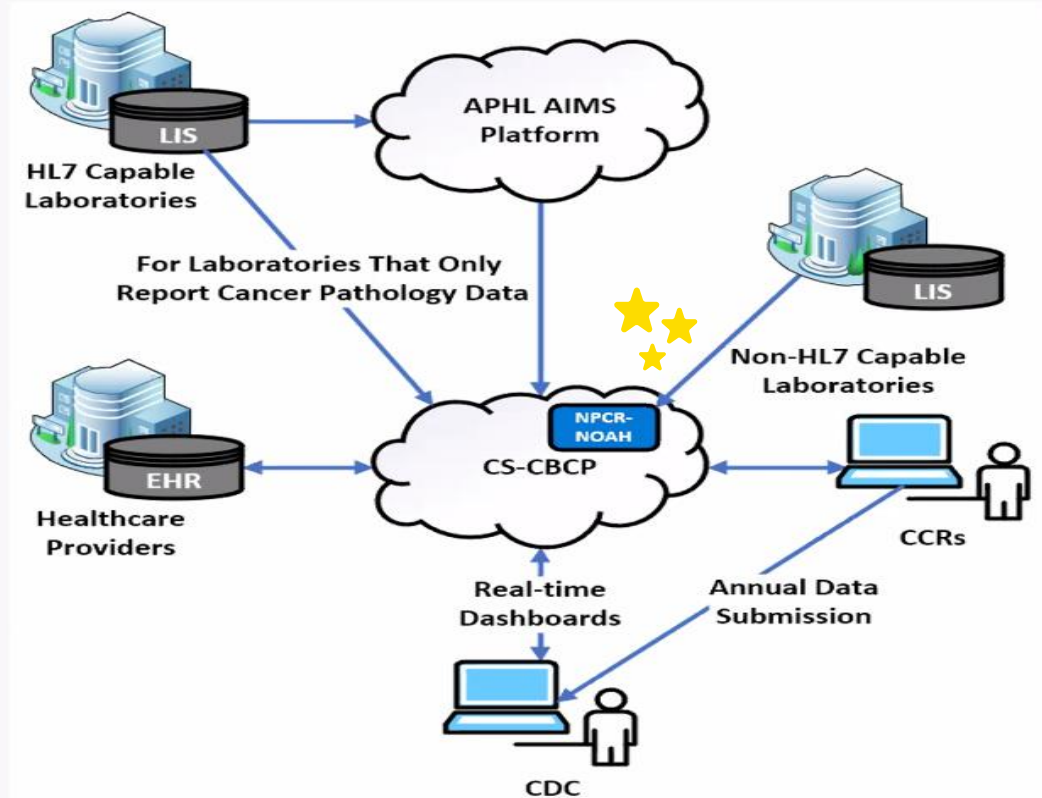 APHL AIMS
Platform
LIS
HL7 Capable
Laboratories
For Laboratories That Only
Report Cancer Pathology Data
LIS
Non-HL7 Capable
Laboratories
NPCR-
NOAH
CS-CBCP
EHR
Healthcare
Providers
CCRs
Real-time
Dashboards
Annual Data
Submission
CDC